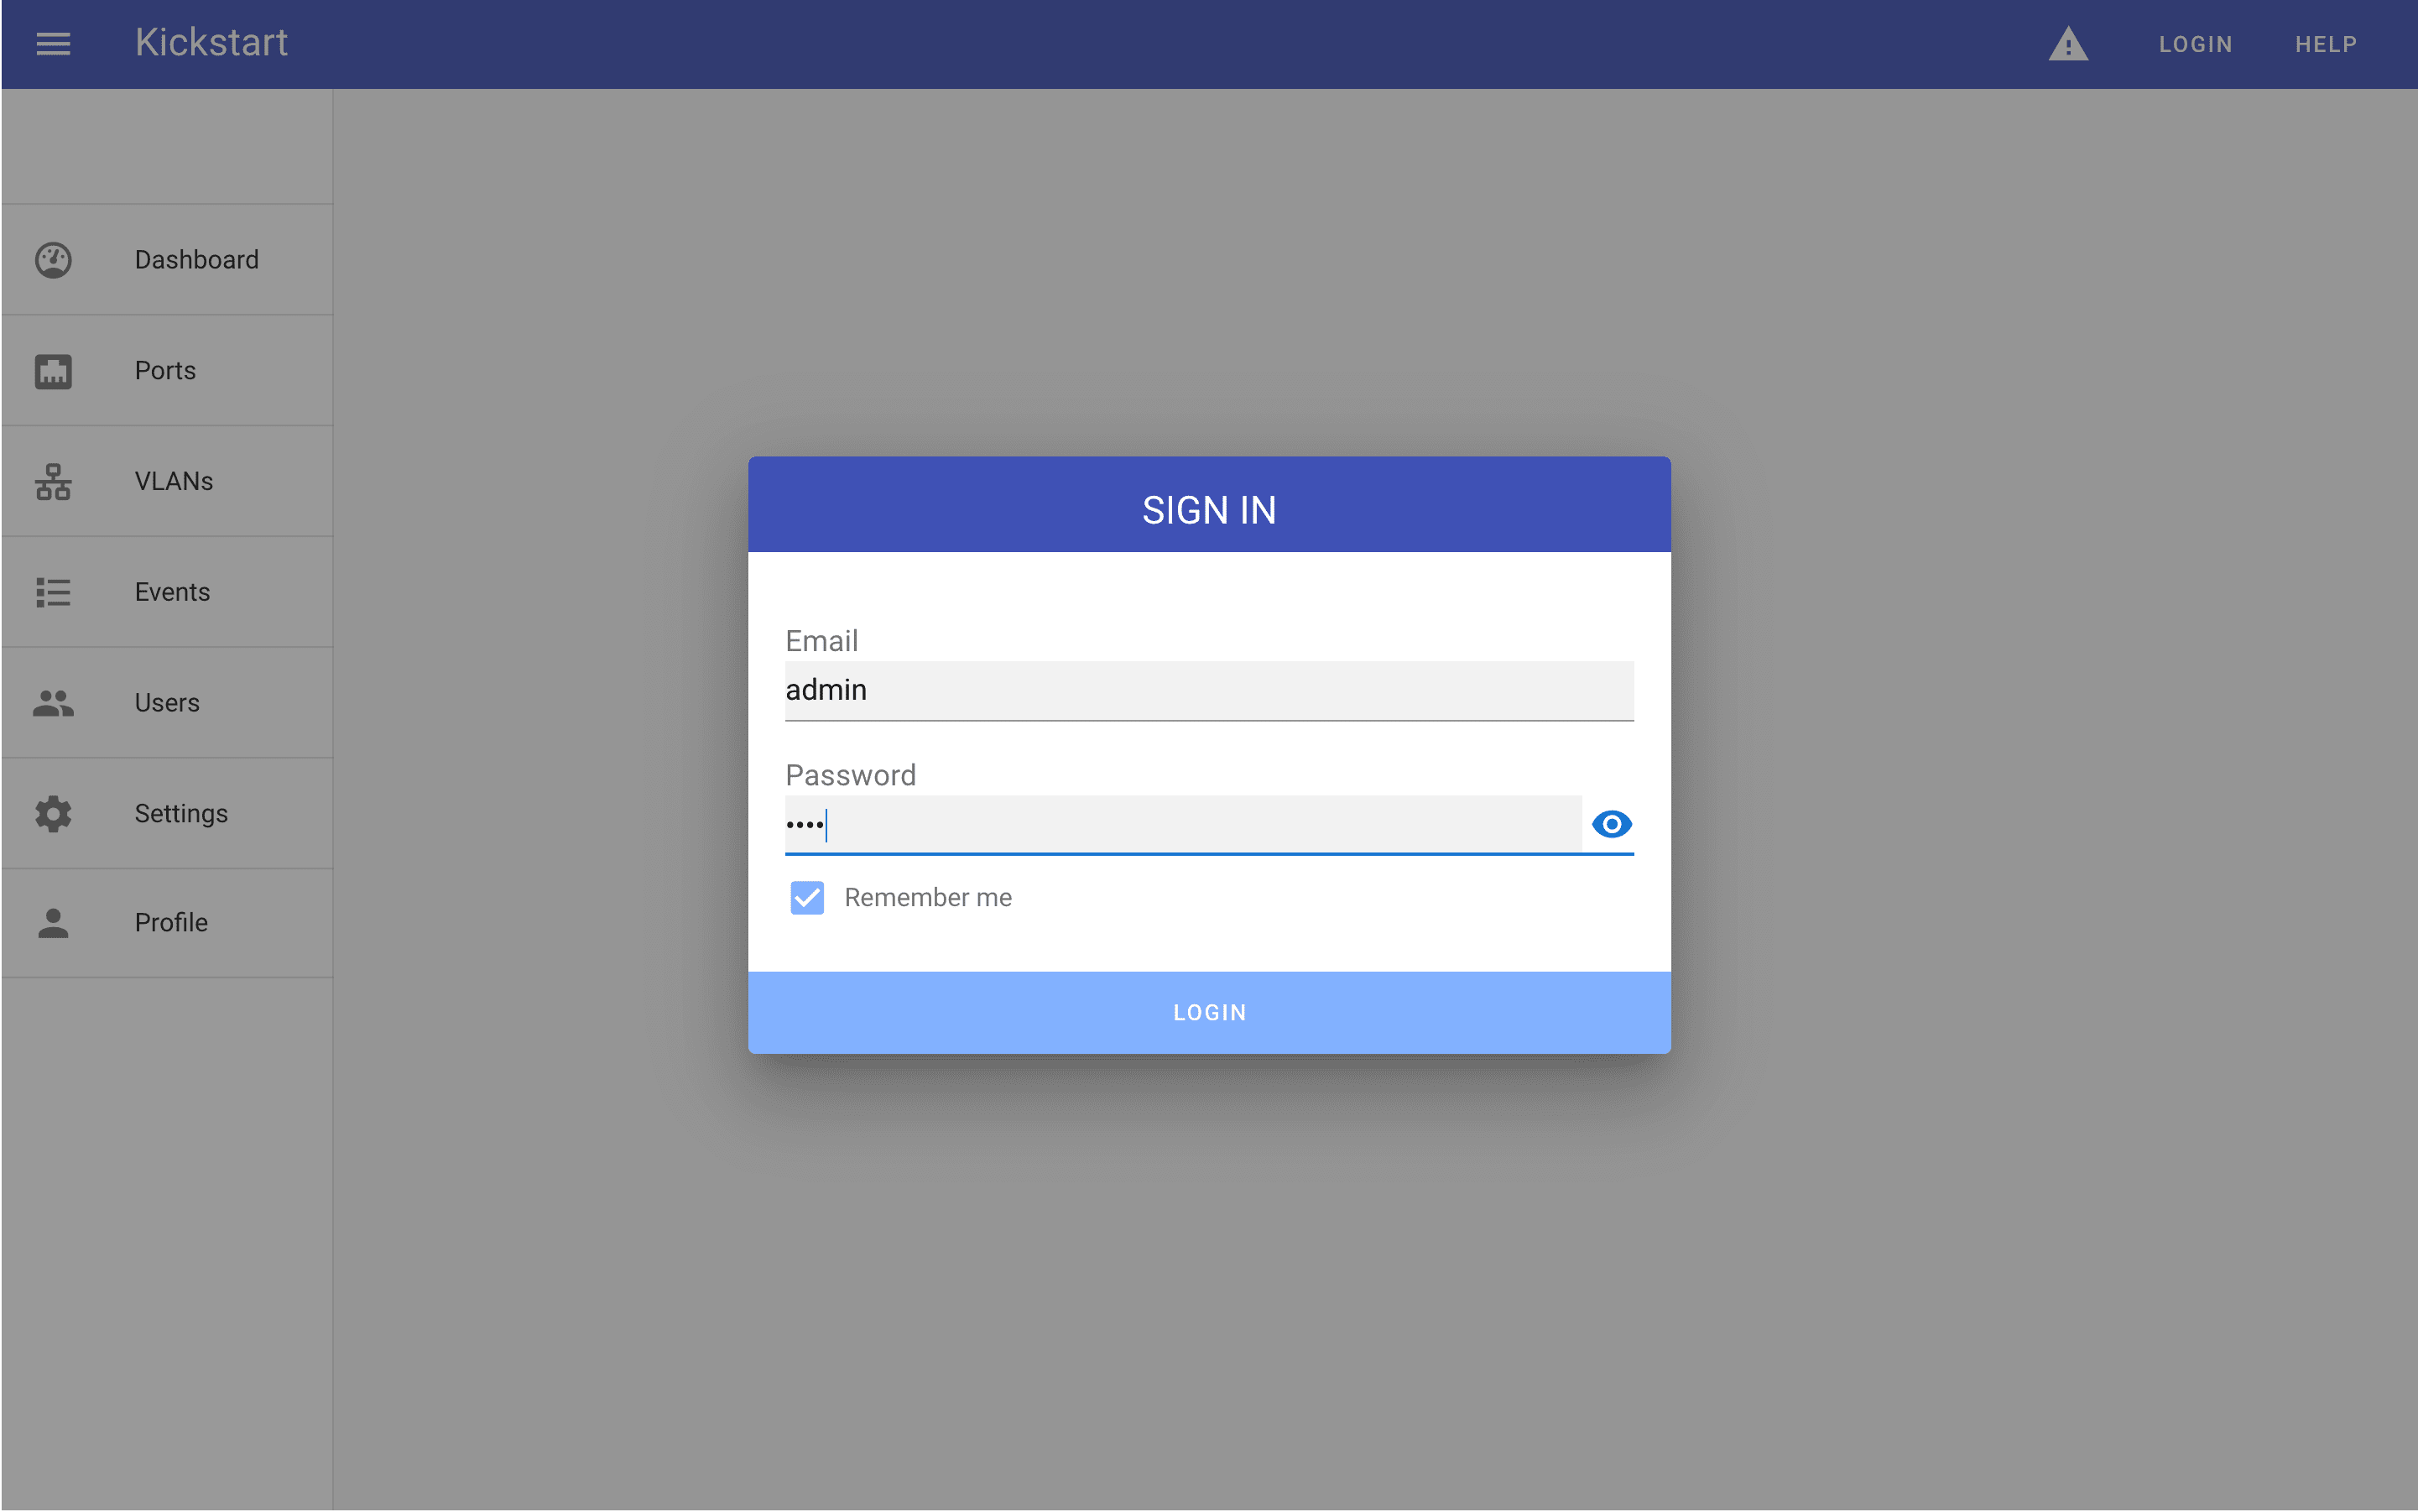 Kickstart
LOGIN HELP
Dashboard
Ports
VLANs
Events
Users
Settings
Profile
SIGN IN
Email
admin
Password
••••
Remember me
LOGIN